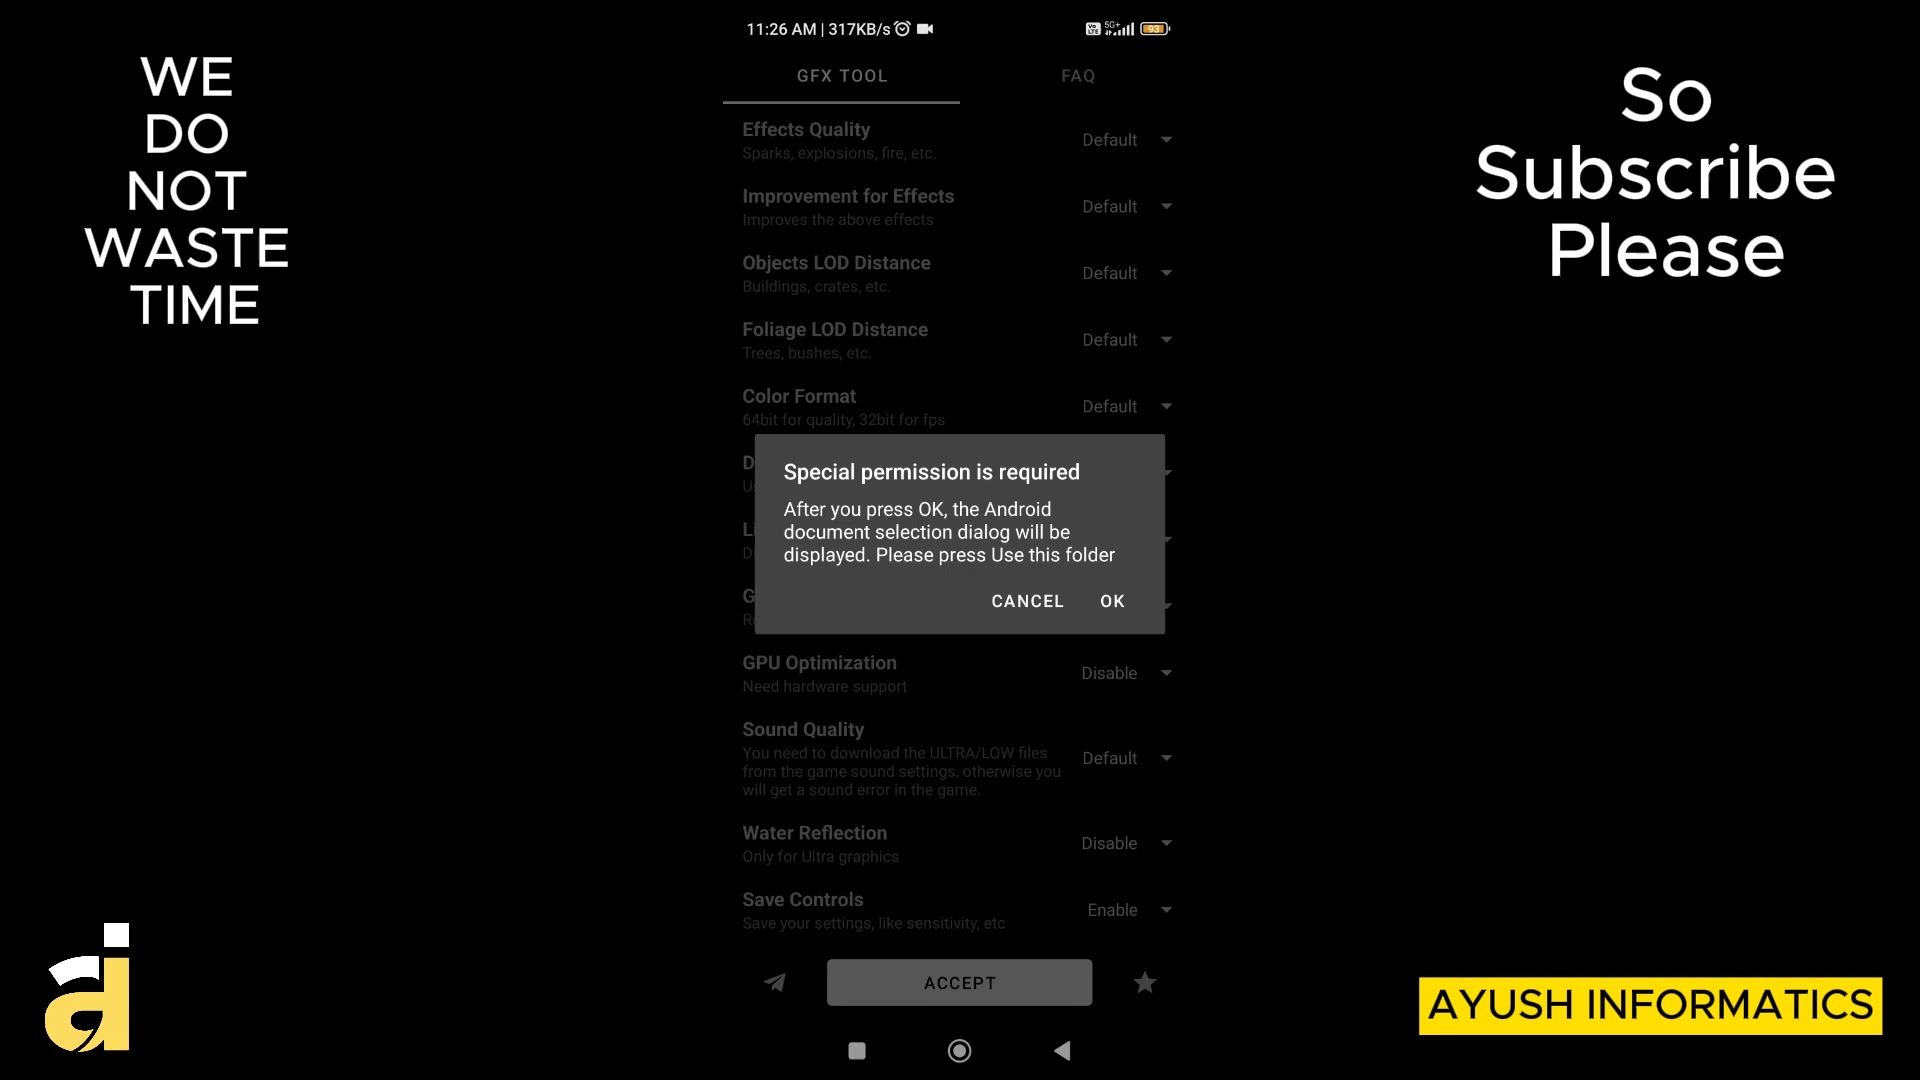 WE
DO
NOT
WASTE
TIME
So
Subscribe
Please
11:26 AM | 317KB/s
Vo LTE 5G+ 93
GFX TOOL FAQ
Effects Quality
Sparks, explosions, fire, etc.
Default
Improvement for Effects
Improves the above effects
Default
Objects LOD Distance
Buildings, crates, etc.
Default
Foliage LOD Distance
Trees, bushes, etc.
Default
Color Format
64bit for quality, 32bit for fps
Default
Special permission is required
After you press OK, the Android
document selection dialog will be
displayed. Please press Use this folder
CANCEL OK
GPU Optimization
Need hardware support
Disable
Sound Quality
You need to download the ULTRA/LOW files
from the game sound settings, otherwise you
will get a sound error in the game.
Default
Water Reflection
Only for Ultra graphics
Disable
Save Controls
Save your settings, like sensitivity, etc
Enable
ACCEPT
ai
AYUSH INFORMATICS